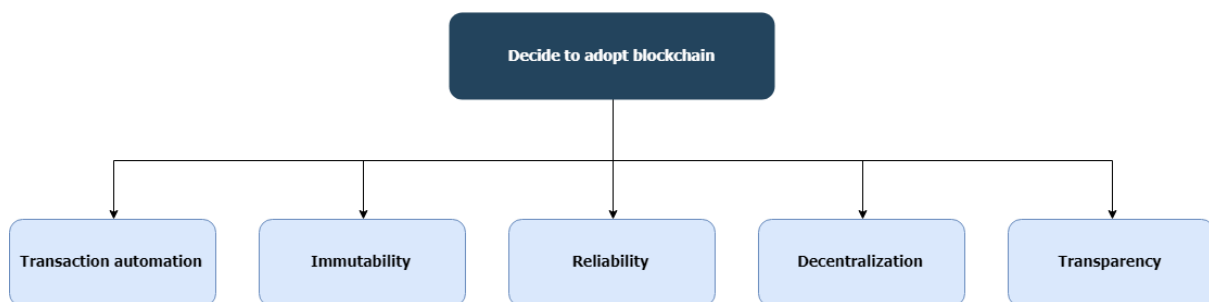 Decide to adopt blockchain
Transaction automation
Immutability
Reliability
Decentralization
Transparency